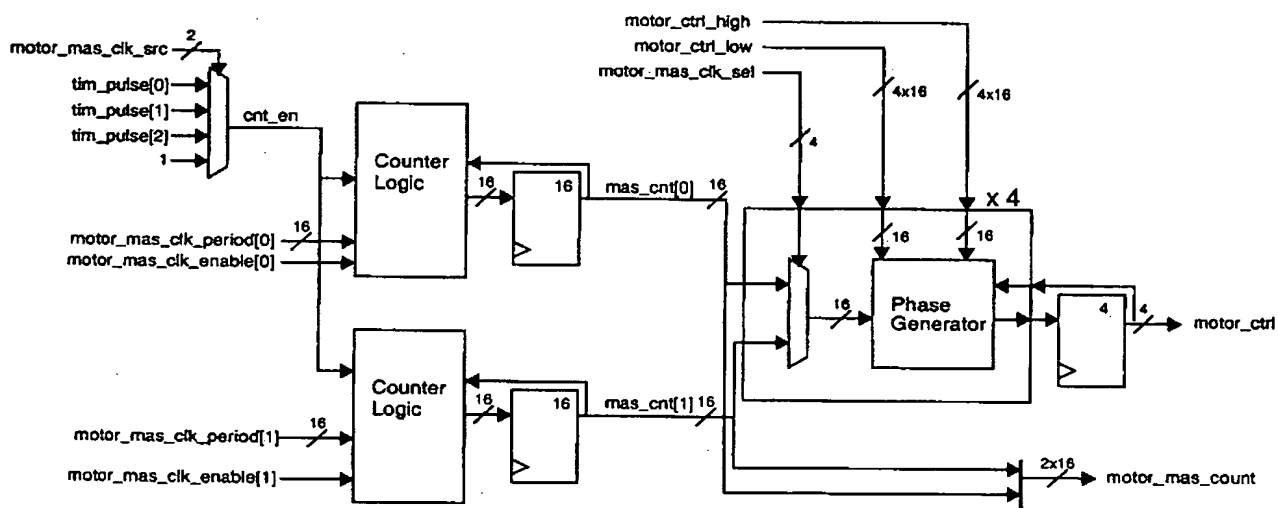 motor_ctrl_high
motor_ctrl_low
motor_mas_clk_sel
motor_mas_clk_src
2
tim_pulse[0]
tim_pulse[1]
tim_pulse[2]
1
cnt_en
4x16
4x16
4
Counter
Logic
16
16
mas_cnt[0]
16
motor_mas_clk_period[0]
16
motor_mas_clk_enable[0]
x 4
16
16
16
Phase
Generator
4
4
motor_ctrl
Counter
Logic
16
16
mas_cnt[1]
16
motor_mas_clk_period[1]
16
motor_mas_clk_enable[1]
2x16
motor_mas_count